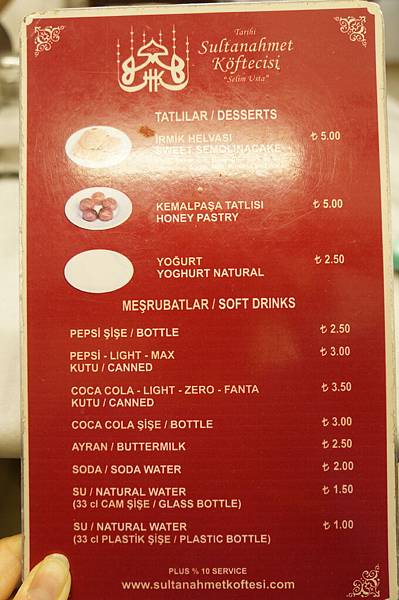 Tarihi
Sultanahmet
Köftecisi
"Selim Usta"
TATLILAR / DESSERTS
İRMİK HELVASI ₺ 5.00
SWEET SEMOLINACAKE
KEMALPAŞA TATLISI ₺ 5.00
HONEY PASTRY
YOĞURT ₺ 2.50
YOGHURT NATURAL
MEŞRUBATLAR / SOFT DRINKS
PEPSİ ŞİŞE / BOTTLE ₺ 2.50
PEPSİ - LIGHT - MAX ₺ 3.00
KUTU / CANNED
COCA COLA - LIGHT - ZERO - FANTA ₺ 3.50
KUTU / CANNED
COCA COLA ŞİŞE / BOTTLE ₺ 3.00
AYRAN / BUTTERMILK ₺ 2.50
SODA / SODA WATER ₺ 2.00
SU / NATURAL WATER ₺ 1.50
(33 cl CAM ŞİŞE / GLASS BOTTLE)
SU / NATURAL WATER ₺ 1.00
(33 cl PLASTİK ŞİŞE / PLASTIC BOTTLE)
PLUS % 10 SERVICE
www.sultanahmetkoftesi.com